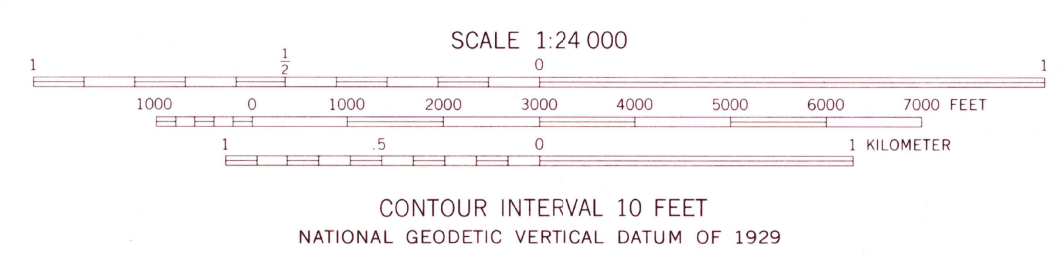 SCALE 1:24 000
1 1/2 0 1
1000 0 1000 2000 3000 4000 5000 6000 7000 FEET
1 .5 0 1 KILOMETER
CONTOUR INTERVAL 10 FEET
NATIONAL GEODETIC VERTICAL DATUM OF 1929